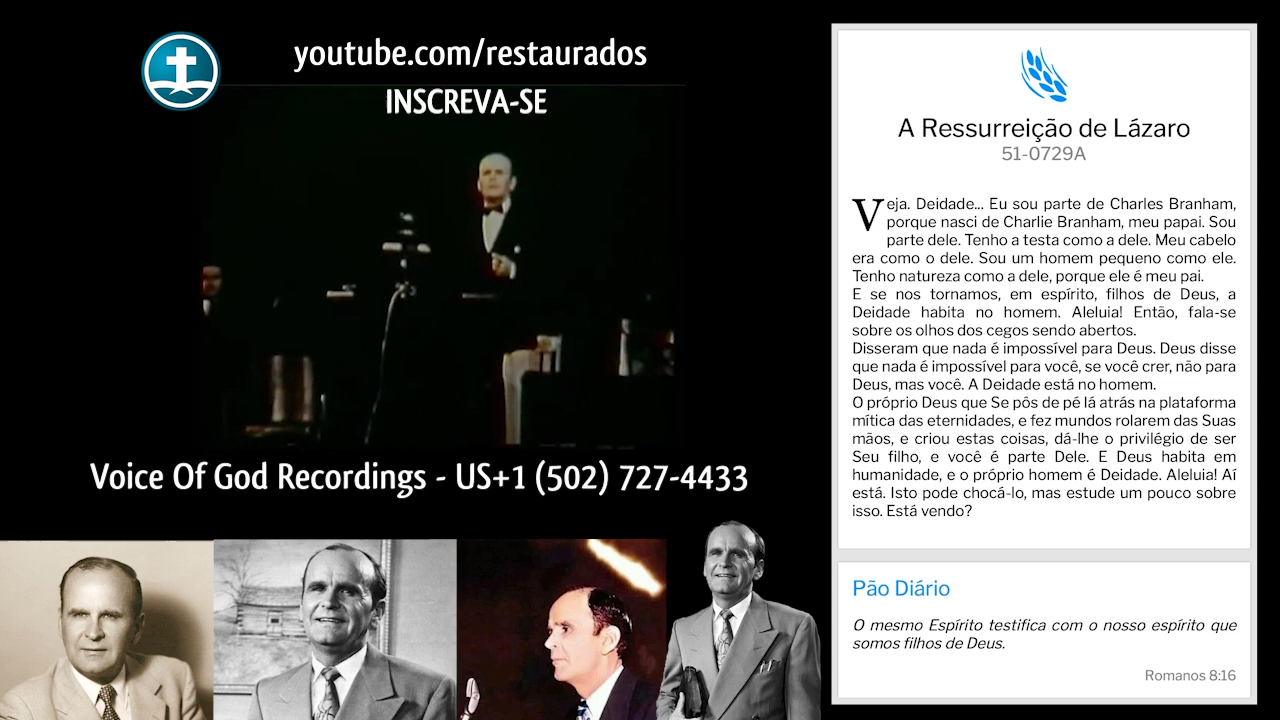 youtube.com/restaurados
INSCREVA-SE
Voice Of God Recordings - US+1 (502) 727-4433
A Ressurreição de Lázaro
51-0729A
Veja. Deidade... Eu sou parte de Charles Branham,
porque nasci de Charlie Branham, meu papai. Sou
parte dele. Tenho a testa como a dele. Meu cabelo
era como o dele. Sou um homem pequeno como ele.
Tenho natureza como a dele, porque ele é meu pai.
E se nos tornamos, em espírito, filhos de Deus, a
Deidade habita no homem. Aleluia! Então, fala-se
sobre os olhos dos cegos sendo abertos.
Disseram que nada é impossível para Deus. Deus disse
que nada é impossível para você, se você crer, não para
Deus, mas você. A Deidade está no homem.
O próprio Deus que Se pôs de pé lá atrás na plataforma
mítica das eternidades, e fez mundos rolarem das Suas
mãos, e criou estas coisas, dá-lhe o privilégio de ser
Seu filho, e você é parte Dele. E Deus habita em
humanidade, e o próprio homem é Deidade. Aleluia! Aí
está. Isto pode chocá-lo, mas estude um pouco sobre
isso. Está vendo?
Pão Diário
O mesmo Espírito testifica com o nosso espírito que
somos filhos de Deus.
Romanos 8:16